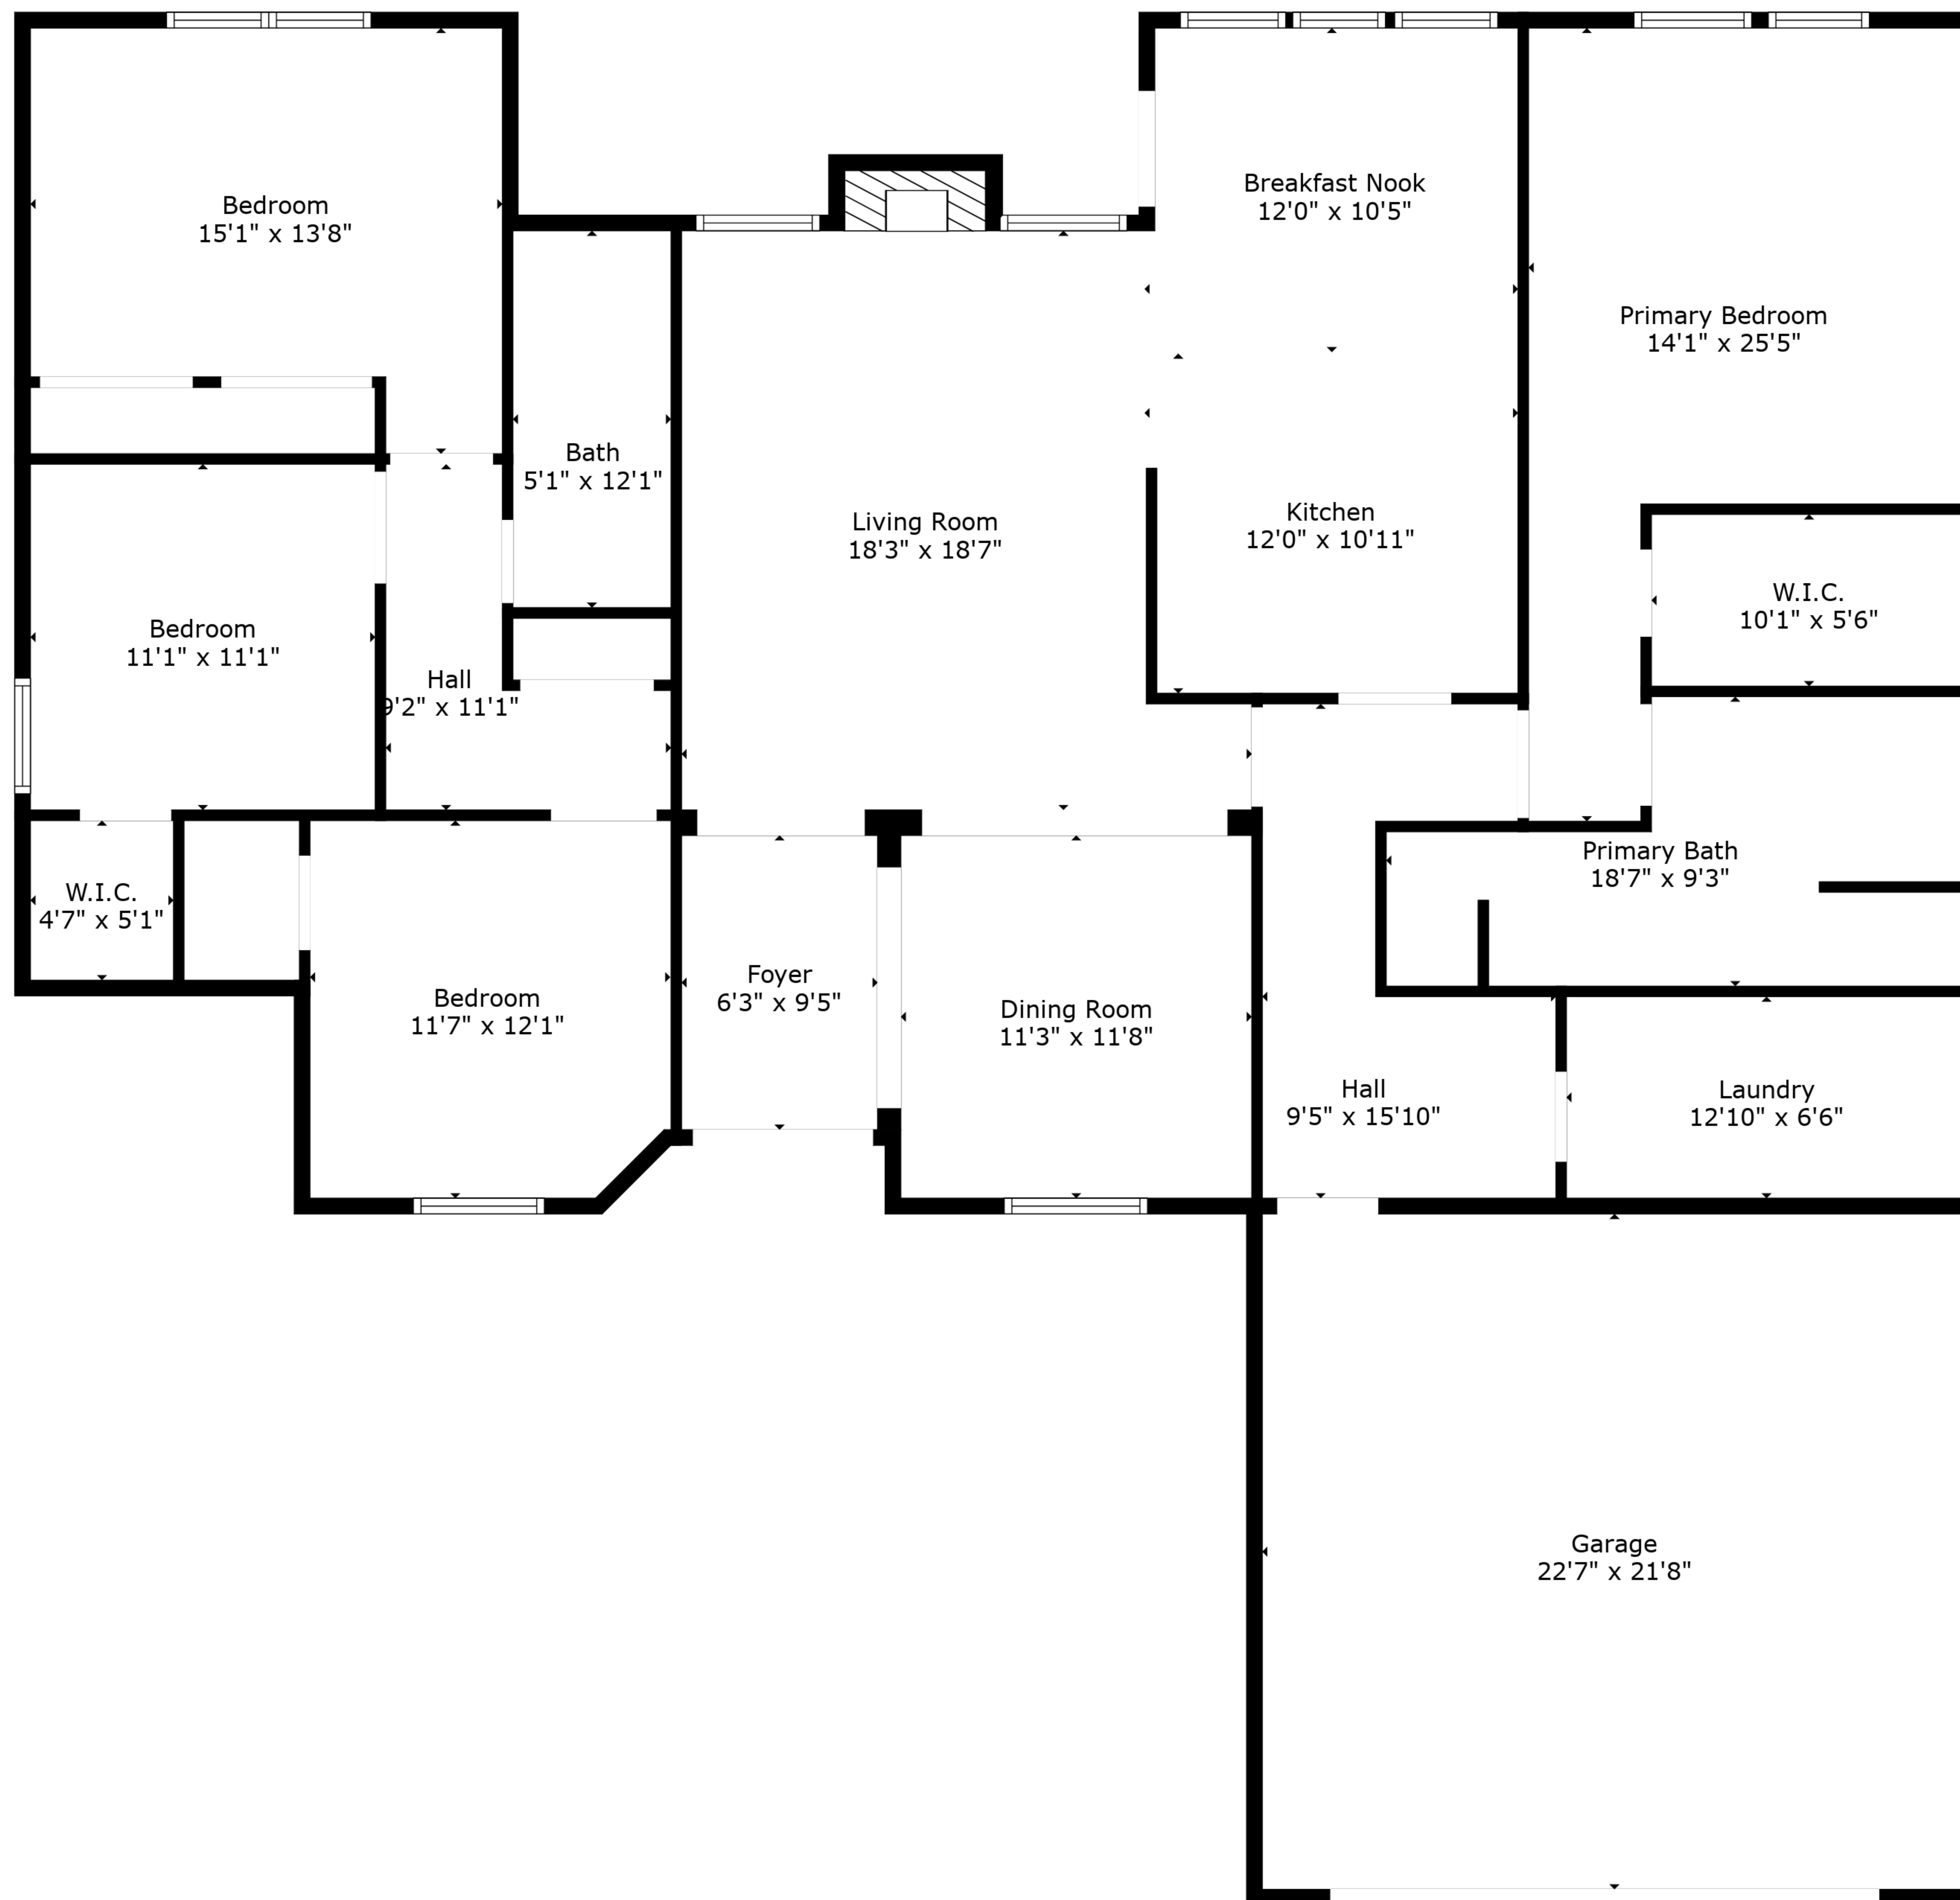 Breakfast Nook
12'0" x 10'5"
Bedroom
15'1" x 13'8"
Primary Bedroom
14'1" x 25'5"
Bath
5'1" x 12'1"
Living Room
18'3" x 18'7"
Kitchen
12'0" x 10'11"
W.I.C.
10'1" x 5'6"
Bedroom
11'1" x 11'1"
Hall
9'2" x 11'1"
Primary Bath
18'7" x 9'3"
W.I.C.
4'7" x 5'1"
Foyer
6'3" x 9'5"
Bedroom
11'7" x 12'1"
Dining Room
11'3" x 11'8"
Hall
9'5" x 15'10"
Laundry
12'10" x 6'6"
Garage
22'7" x 21'8"